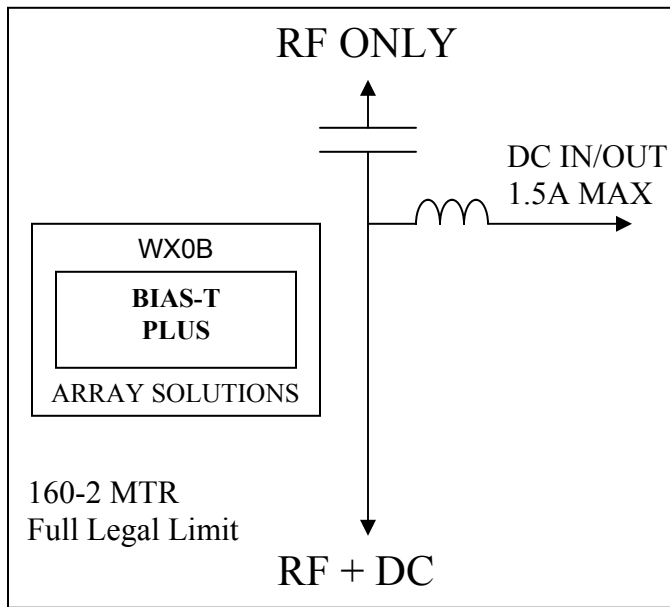 RF ONLY
DC IN/OUT
1.5A MAX
WX0B
BIAS-T
PLUS
ARRAY SOLUTIONS
160-2 MTR
Full Legal Limit
RF + DC